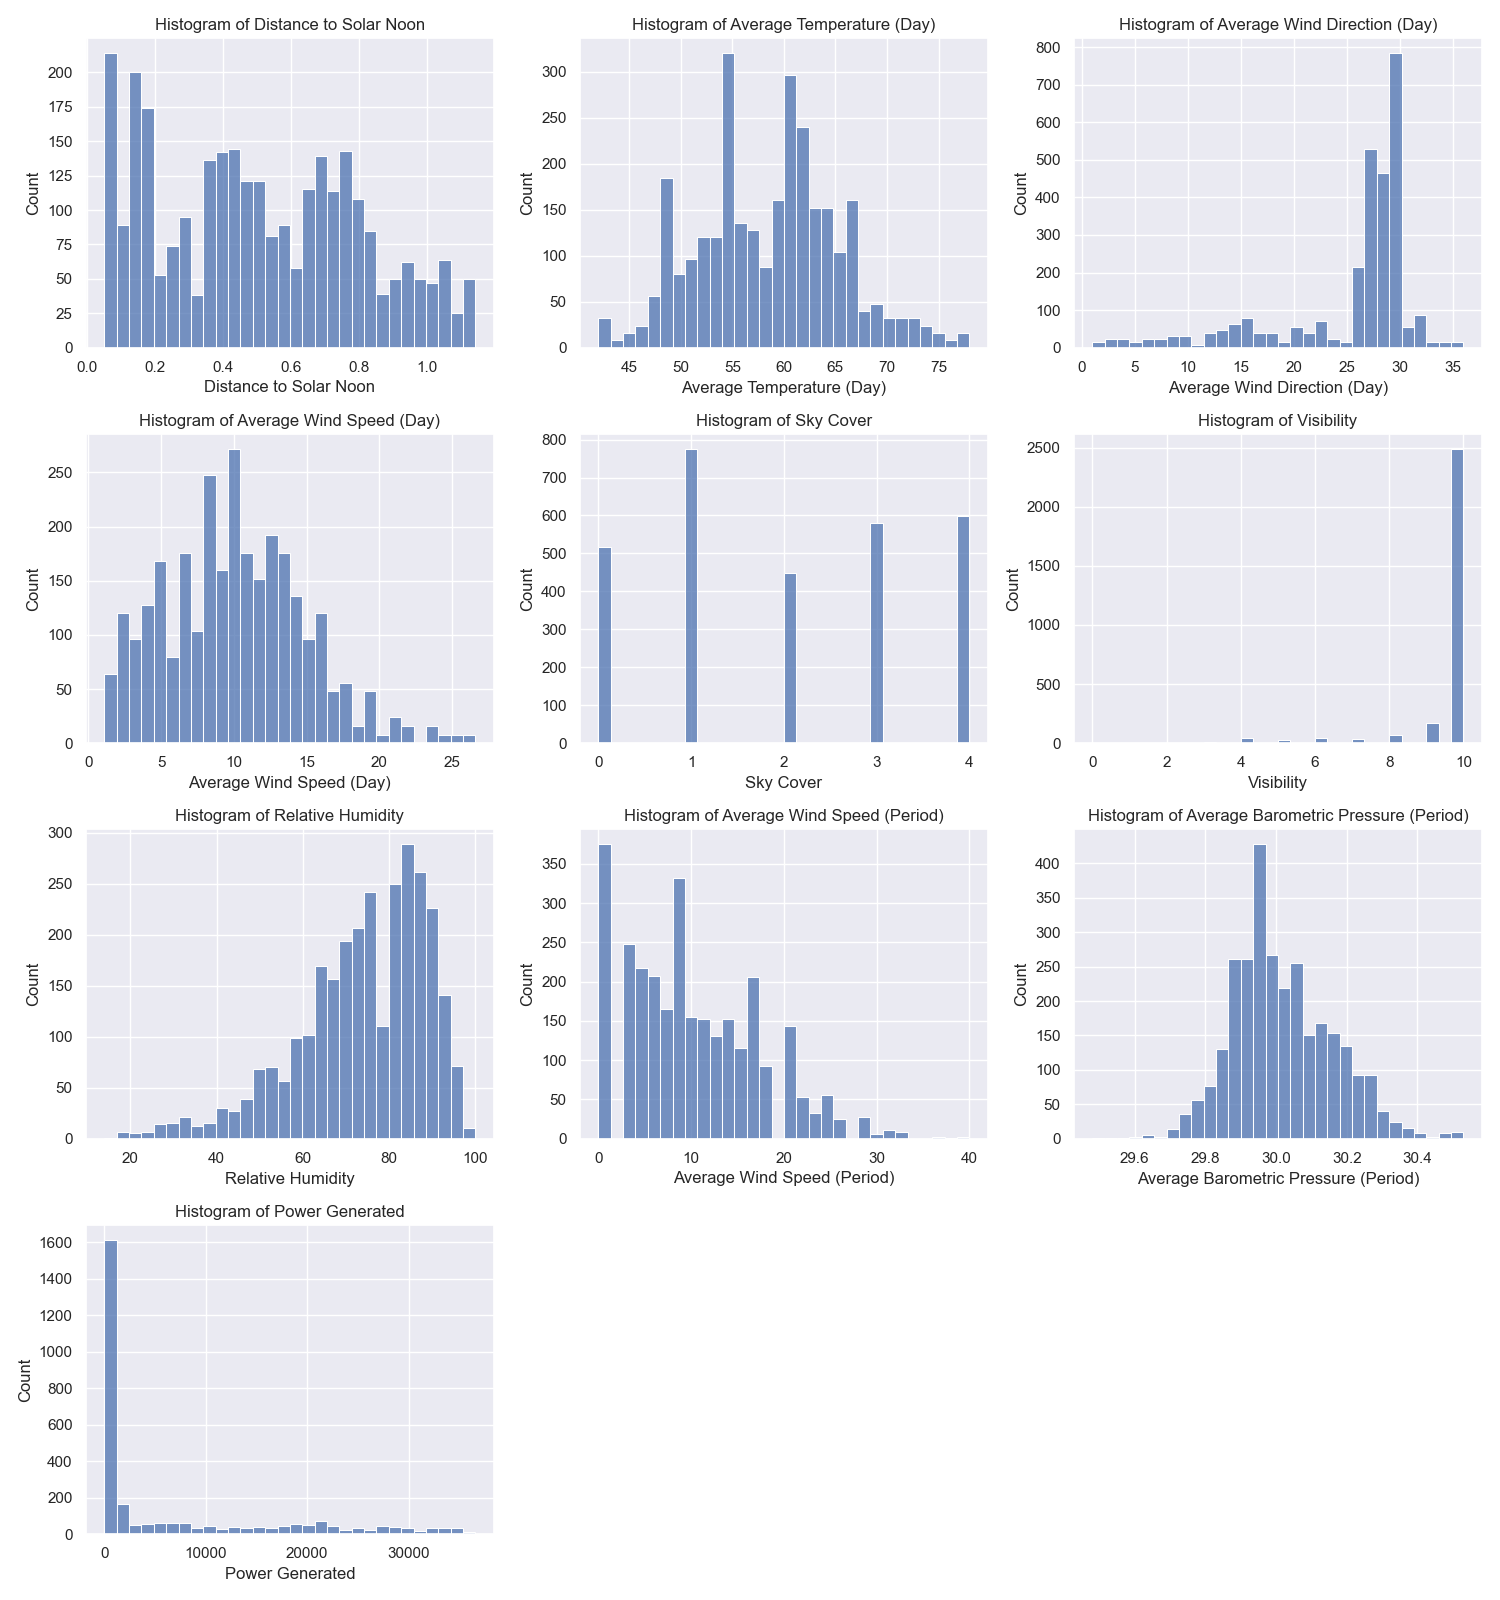 Histogram of Distance to Solar Noon
Count
200
175
150
125
100
75
50
25
0
0.0 0.2 0.4 0.6 0.8 1.0
Distance to Solar Noon
Histogram of Average Temperature (Day)
Count
300
250
200
150
100
50
0
45 50 55 60 65 70 75
Average Temperature (Day)
Histogram of Average Wind Direction (Day)
Count
800
700
600
500
400
300
200
100
0
0 5 10 15 20 25 30 35
Average Wind Direction (Day)
Histogram of Average Wind Speed (Day)
Count
250
200
150
100
50
0
0 5 10 15 20 25
Average Wind Speed (Day)
Histogram of Sky Cover
Count
800
700
600
500
400
300
200
100
0
0 1 2 3 4
Sky Cover
Histogram of Visibility
Count
2500
2000
1500
1000
500
0
0 2 4 6 8 10
Visibility
Histogram of Relative Humidity
Count
300
250
200
150
100
50
0
20 40 60 80 100
Relative Humidity
Histogram of Average Wind Speed (Period)
Count
350
300
250
200
150
100
50
0
0 10 20 30 40
Average Wind Speed (Period)
Histogram of Average Barometric Pressure (Period)
Count
400
350
300
250
200
150
100
50
0
29.6 29.8 30.0 30.2 30.4
Average Barometric Pressure (Period)
Histogram of Power Generated
Count
1600
1400
1200
1000
800
600
400
200
0
0 10000 20000 30000
Power Generated